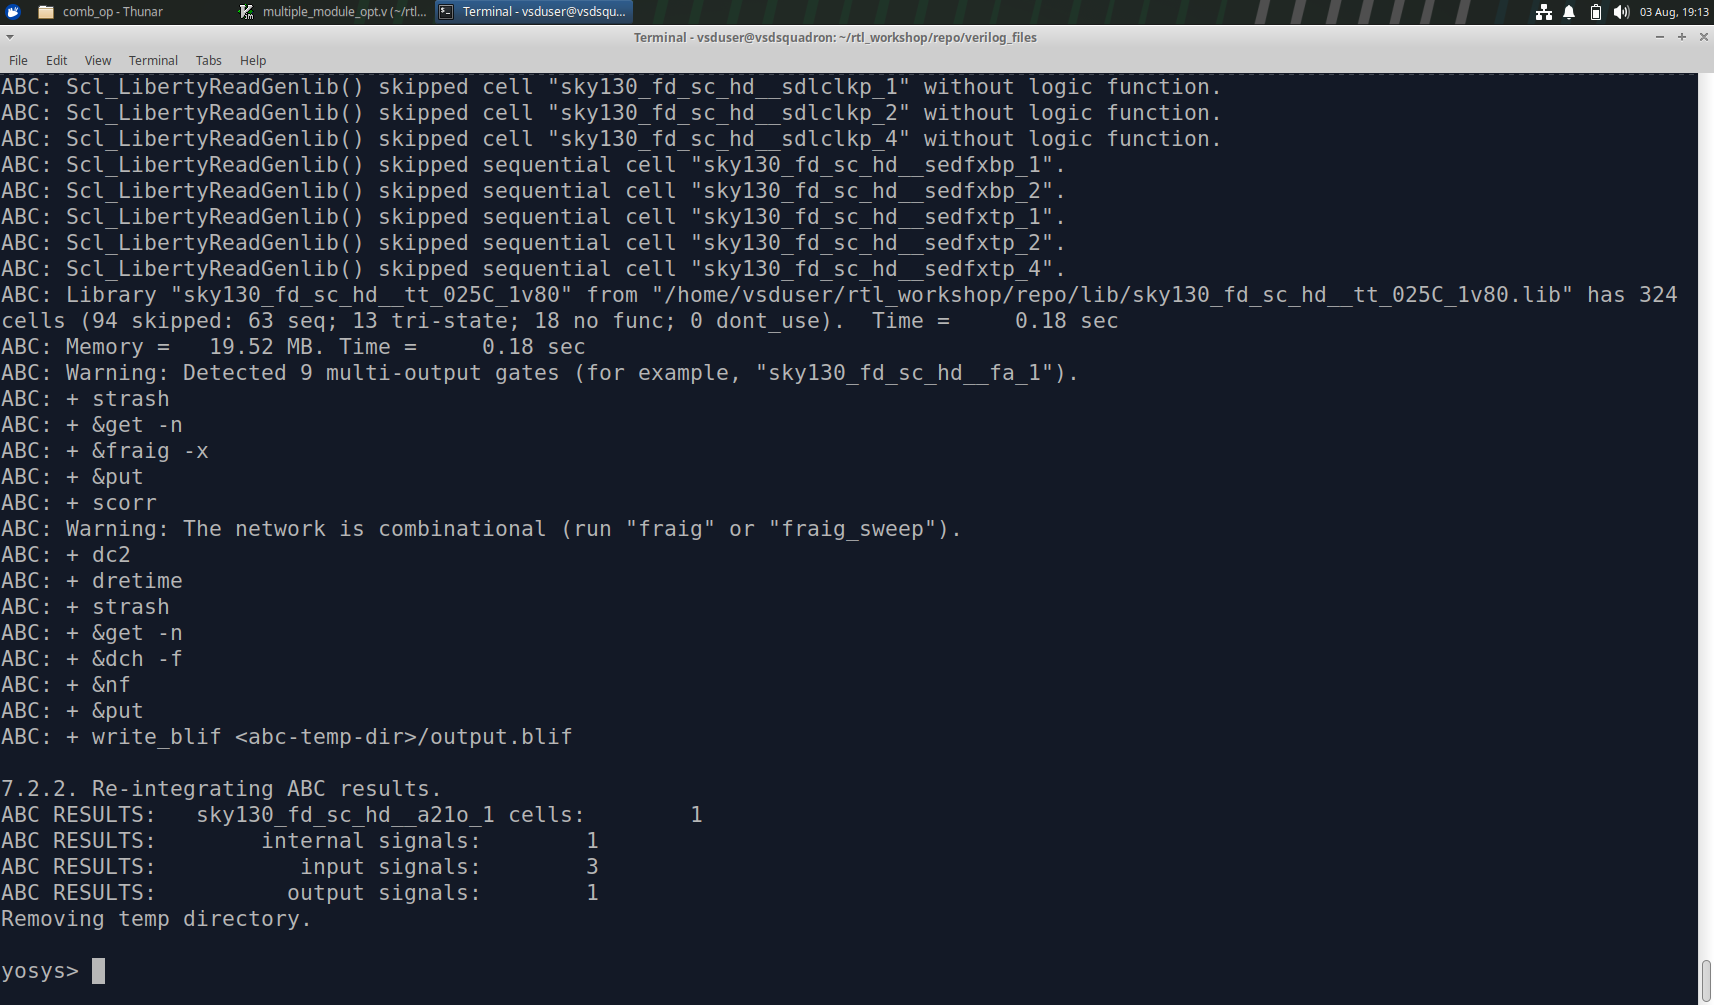 comb_op - Thunar
multiple_module_opt.v (~/rtl...
Terminal - vsduser@vsdsqu...
03 Aug, 19:13
Terminal - vsduser@vsdsquadron: ~/rtl_workshop/repo/verilog_files
File Edit View Terminal Tabs Help
ABC: Scl_LibertyReadGenlib() skipped cell "sky130_fd_sc_hd__sdlclkp_1" without logic function.
ABC: Scl_LibertyReadGenlib() skipped cell "sky130_fd_sc_hd__sdlclkp_2" without logic function.
ABC: Scl_LibertyReadGenlib() skipped cell "sky130_fd_sc_hd__sdlclkp_4" without logic function.
ABC: Scl_LibertyReadGenlib() skipped sequential cell "sky130_fd_sc_hd__sedfxbp_1".
ABC: Scl_LibertyReadGenlib() skipped sequential cell "sky130_fd_sc_hd__sedfxbp_2".
ABC: Scl_LibertyReadGenlib() skipped sequential cell "sky130_fd_sc_hd__sedfxtp_1".
ABC: Scl_LibertyReadGenlib() skipped sequential cell "sky130_fd_sc_hd__sedfxtp_2".
ABC: Scl_LibertyReadGenlib() skipped sequential cell "sky130_fd_sc_hd__sedfxtp_4".
ABC: Library "sky130_fd_sc_hd__tt_025C_1v80" from "/home/vsduser/rtl_workshop/repo/lib/sky130_fd_sc_hd__tt_025C_1v80.lib" has 324
cells (94 skipped: 63 seq; 13 tri-state; 18 no func; 0 dont_use).  Time =     0.18 sec
ABC: Memory =   19.52 MB. Time =     0.18 sec
ABC: Warning: Detected 9 multi-output gates (for example, "sky130_fd_sc_hd__fa_1").
ABC: + strash
ABC: + &get -n
ABC: + &fraig -x
ABC: + &put
ABC: + scorr
ABC: Warning: The network is combinational (run "fraig" or "fraig_sweep").
ABC: + dc2
ABC: + dretime
ABC: + strash
ABC: + &get -n
ABC: + &dch -f
ABC: + &nf
ABC: + &put
ABC: + write_blif <abc-temp-dir>/output.blif
7.2.2. Re-integrating ABC results.
ABC RESULTS:   sky130_fd_sc_hd__a21o_1 cells:        1
ABC RESULTS:        internal signals:        1
ABC RESULTS:           input signals:        3
ABC RESULTS:          output signals:        1
Removing temp directory.
yosys>